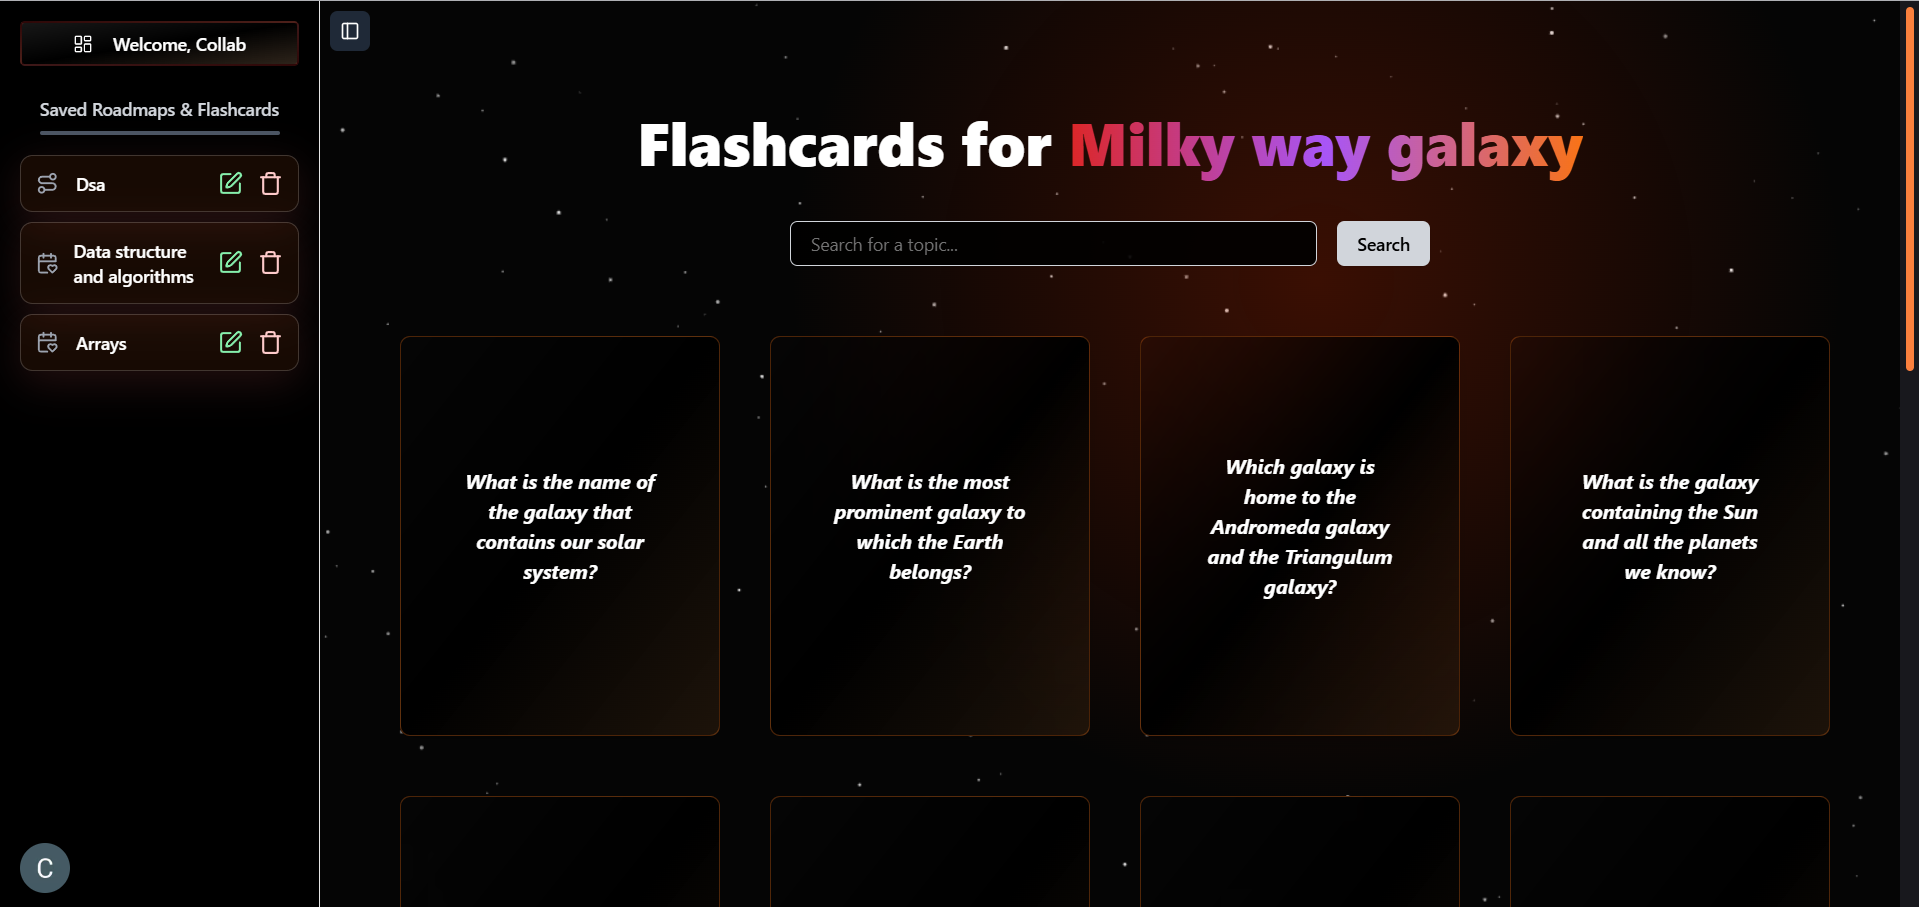 Welcome, Collab
Saved Roadmaps & Flashcards
Dsa
Data structure
and algorithms
Arrays
C
Flashcards for Milky way galaxy
Search for a topic...
Search
What is the name of
the galaxy that
contains our solar
system?
What is the most
prominent galaxy to
which the Earth
belongs?
Which galaxy is
home to the
Andromeda galaxy
and the Triangulum
galaxy?
What is the galaxy
containing the Sun
and all the planets
we know?